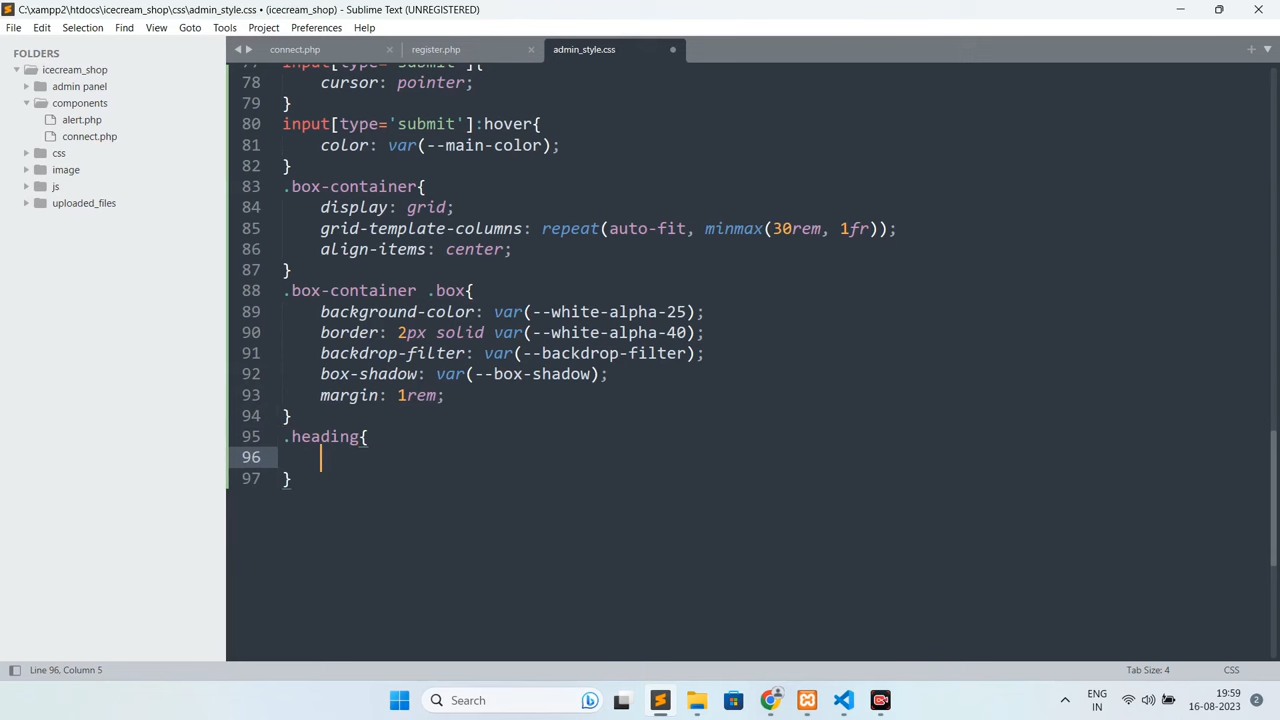 C:\xampp2\htdocs\icecream_shop\css\admin_style.css • (icecream_shop) - Sublime Text (UNREGISTERED)
File Edit Selection Find View Goto Tools Project Preferences Help
FOLDERS
icecream_shop
admin panel
components
alert.php
connect.php
css
image
js
uploaded_files
connect.php × register.php × admin_style.css
77 input[type='submit']{
78 cursor: pointer;
79 }
80 input[type='submit']:hover{
81 color: var(--main-color);
82 }
83 .box-container{
84 display: grid;
85 grid-template-columns: repeat(auto-fit, minmax(30rem, 1fr));
86 align-items: center;
87 }
88 .box-container .box{
89 background-color: var(--white-alpha-25);
90 border: 2px solid var(--white-alpha-40);
91 backdrop-filter: var(--backdrop-filter);
92 box-shadow: var(--box-shadow);
93 margin: 1rem;
94 }
95 .heading{
96
97 }
Line 96, Column 5 Tab Size: 4 CSS
Search
ENG
IN
19:59
16-08-2023
2